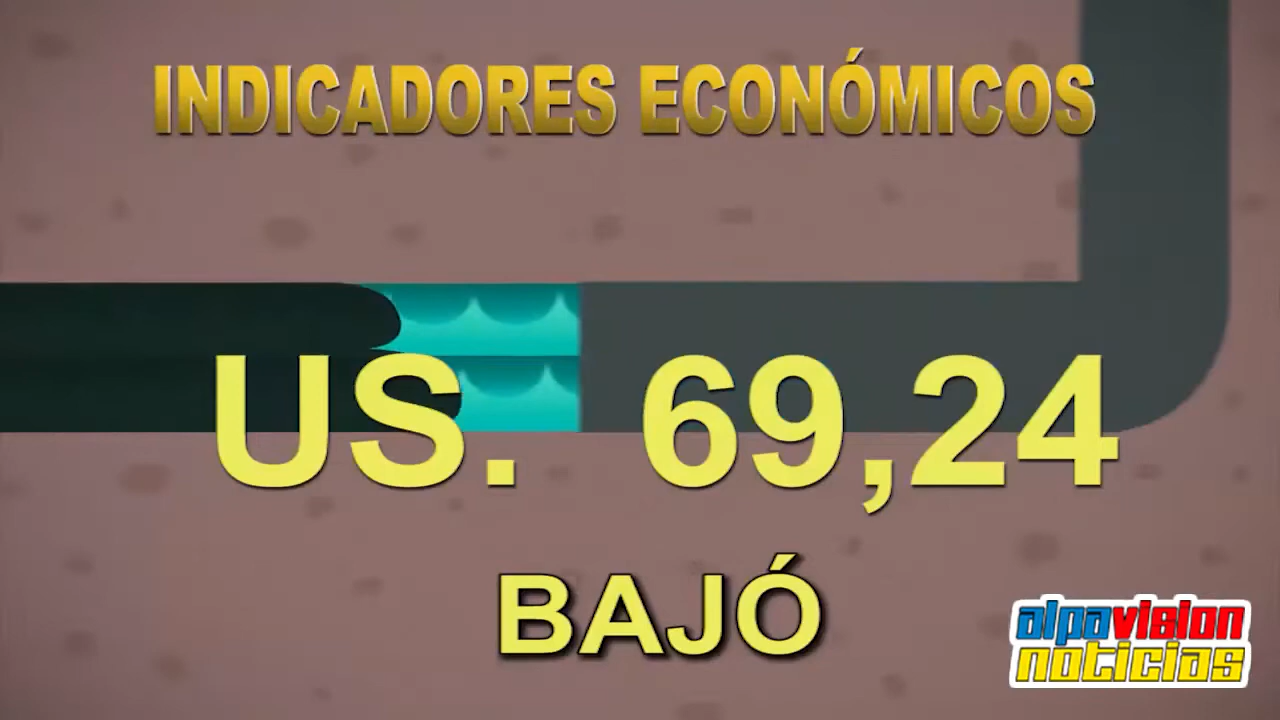 INDICADORES ECONÓMICOS
US. 69,24
BAJÓ
alpavision
noticias